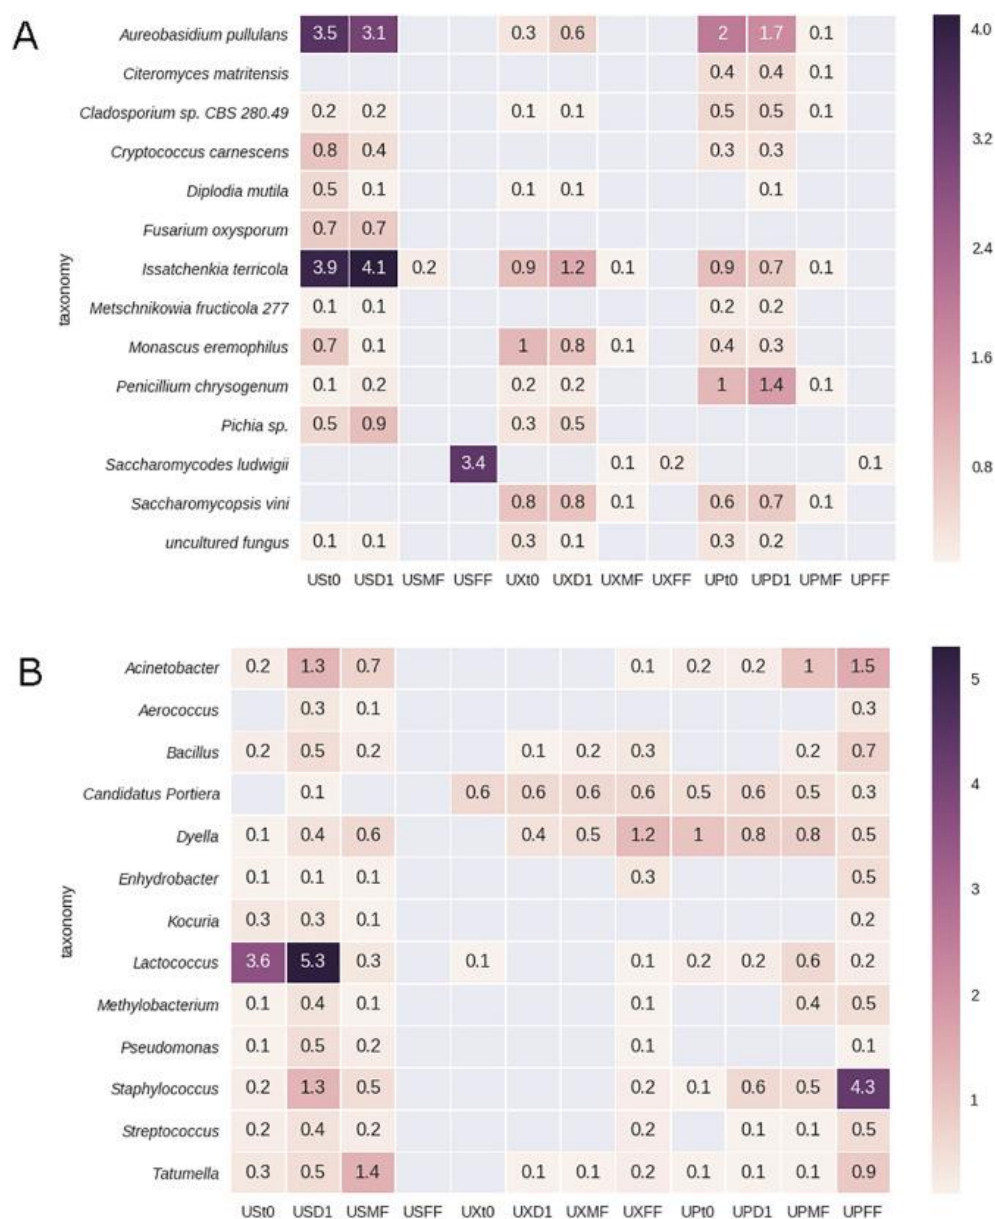 A
Aureobasidium pullulans 3.5 3.1 0.3 0.6 2 1.7 0.1
Citeromyces matritensis 0.4 0.4 0.1
Cladosporium sp. CBS 280.49 0.2 0.2 0.1 0.1 0.5 0.5 0.1
Cryptococcus carnescens 0.8 0.4 0.3 0.3
Diplodia mutila 0.5 0.1 0.1 0.1 0.1
Fusarium oxysporum 0.7 0.7
Issatchenkia terricola 3.9 4.1 0.2 0.9 1.2 0.1 0.9 0.7 0.1
Metschnikowia fructicola 277 0.1 0.1 0.2 0.2
Monascus eremophilus 0.7 0.1 1 0.8 0.1 0.4 0.3
Penicillium chrysogenum 0.1 0.2 0.2 0.2 1 1.4 0.1
Pichia sp. 0.5 0.9 0.3 0.5
Saccharomycodes ludwigii 3.4 0.1 0.2 0.1
Saccharomycopsis vini 0.8 0.8 0.1 0.6 0.7 0.1
uncultured fungus 0.1 0.1 0.3 0.1 0.3 0.2
USt0 USD1 USMF USFF UXt0 UXD1 UXMF UXFF UPt0 UPD1 UPMF UPFF
taxonomy
4.0
3.2
2.4
1.6
0.8
B
Acinetobacter 0.2 1.3 0.7 0.1 0.2 0.2 1 1.5
Aerococcus 0.3 0.1 0.3
Bacillus 0.2 0.5 0.2 0.1 0.2 0.3 0.2 0.7
Candidatus Portiera 0.1 0.6 0.6 0.6 0.6 0.5 0.6 0.5 0.3
Dyella 0.1 0.4 0.6 0.4 0.5 1.2 1 0.8 0.8 0.5
Enhydrobacter 0.1 0.1 0.1 0.3 0.5
Kocuria 0.3 0.3 0.1 0.2
Lactococcus 3.6 5.3 0.3 0.1 0.1 0.2 0.2 0.6 0.2
Methylobacterium 0.1 0.4 0.1 0.1 0.4 0.5
Pseudomonas 0.1 0.5 0.2 0.1 0.1
Staphylococcus 0.2 1.3 0.5 0.2 0.1 0.6 0.5 4.3
Streptococcus 0.2 0.4 0.2 0.2 0.1 0.1 0.5
Tatumella 0.3 0.5 1.4 0.1 0.1 0.2 0.1 0.1 0.1 0.9
USt0 USD1 USMF USFF UXt0 UXD1 UXMF UXFF UPt0 UPD1 UPMF UPFF
taxonomy
5
4
3
2
1